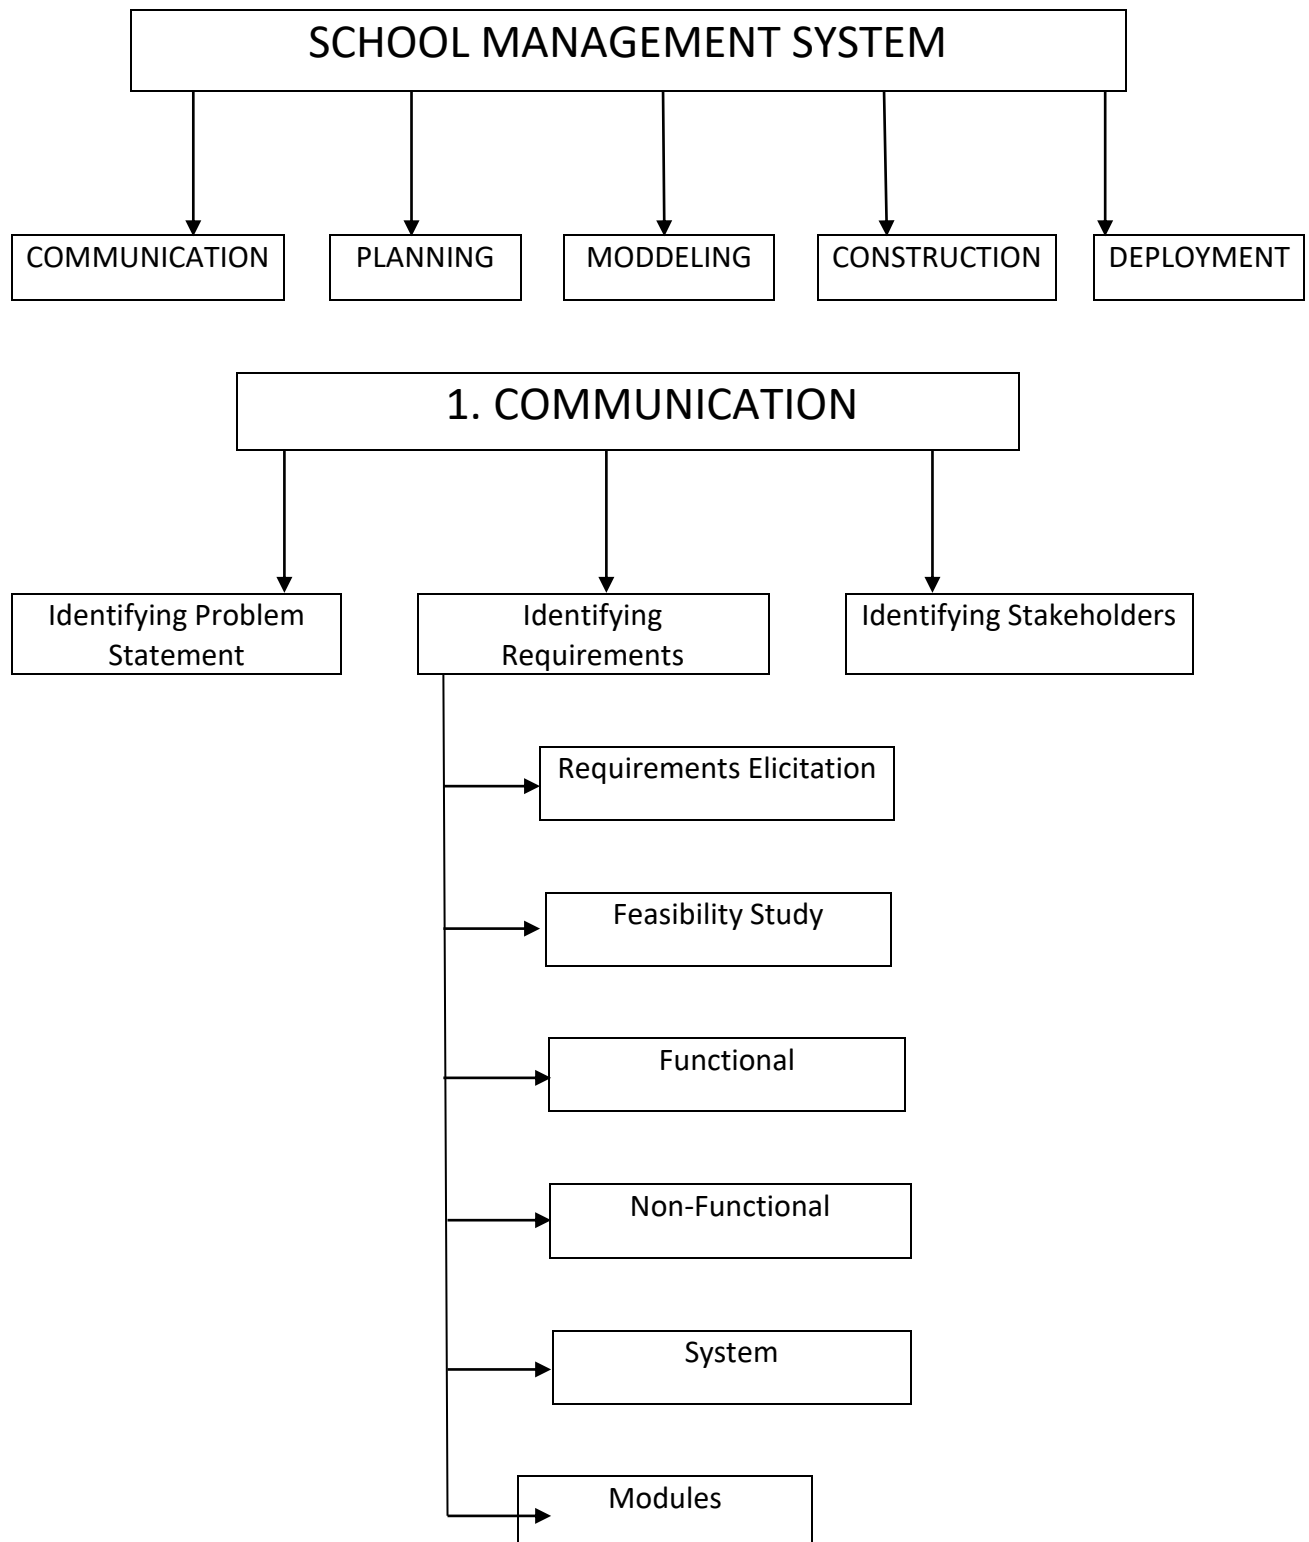 SCHOOL MANAGEMENT SYSTEM
COMMUNICATION
PLANNING
MODDELING
CONSTRUCTION
DEPLOYMENT
1. COMMUNICATION
Identifying Problem
Statement
Identifying
Requirements
Identifying Stakeholders
Requirements Elicitation
Feasibility Study
Functional
Non-Functional
System
Modules